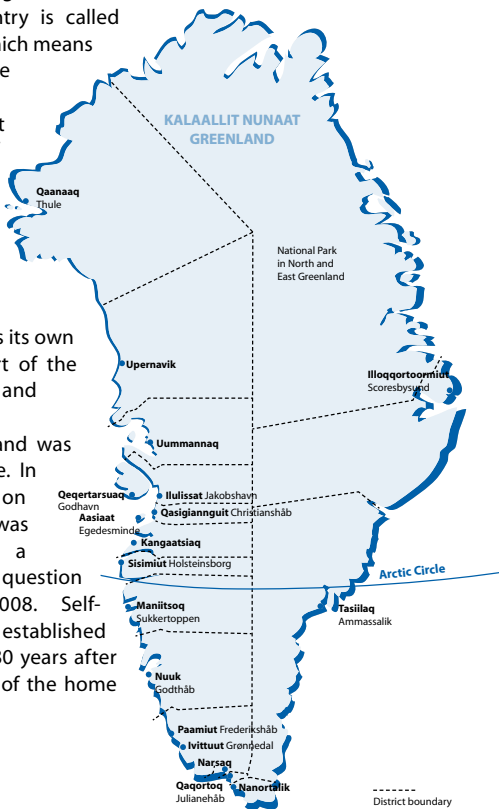 ntry is called
hich means
KALAALLIT NUNAAT
GREENLAND
Qaanaaq
Thule
National Park
in North and
East Greenland
s its own
rt of the
and
Upernavik
Illoqqortoormiut
Scoresbysund
and was
e. In
on
was
a
question
008. Self-
established
30 years after
of the home
Uummannaq
Qeqertarsuaq
Godhavn
Ilulissat Jakobshavn
Aasiaat
Egedesminde
Qasigiannguit Christianshåb
Kangaatsiaq
Sisimiut Holsteinsborg
Arctic Circle
Maniitsoq
Sukkertoppen
Tasiilaq
Ammassalik
Nuuk
Godthåb
Paamiut Frederikshåb
Ivittuut Grønnedal
Narsaq
Qaqortoq
Julianehåb
Nanortalik
District boundary